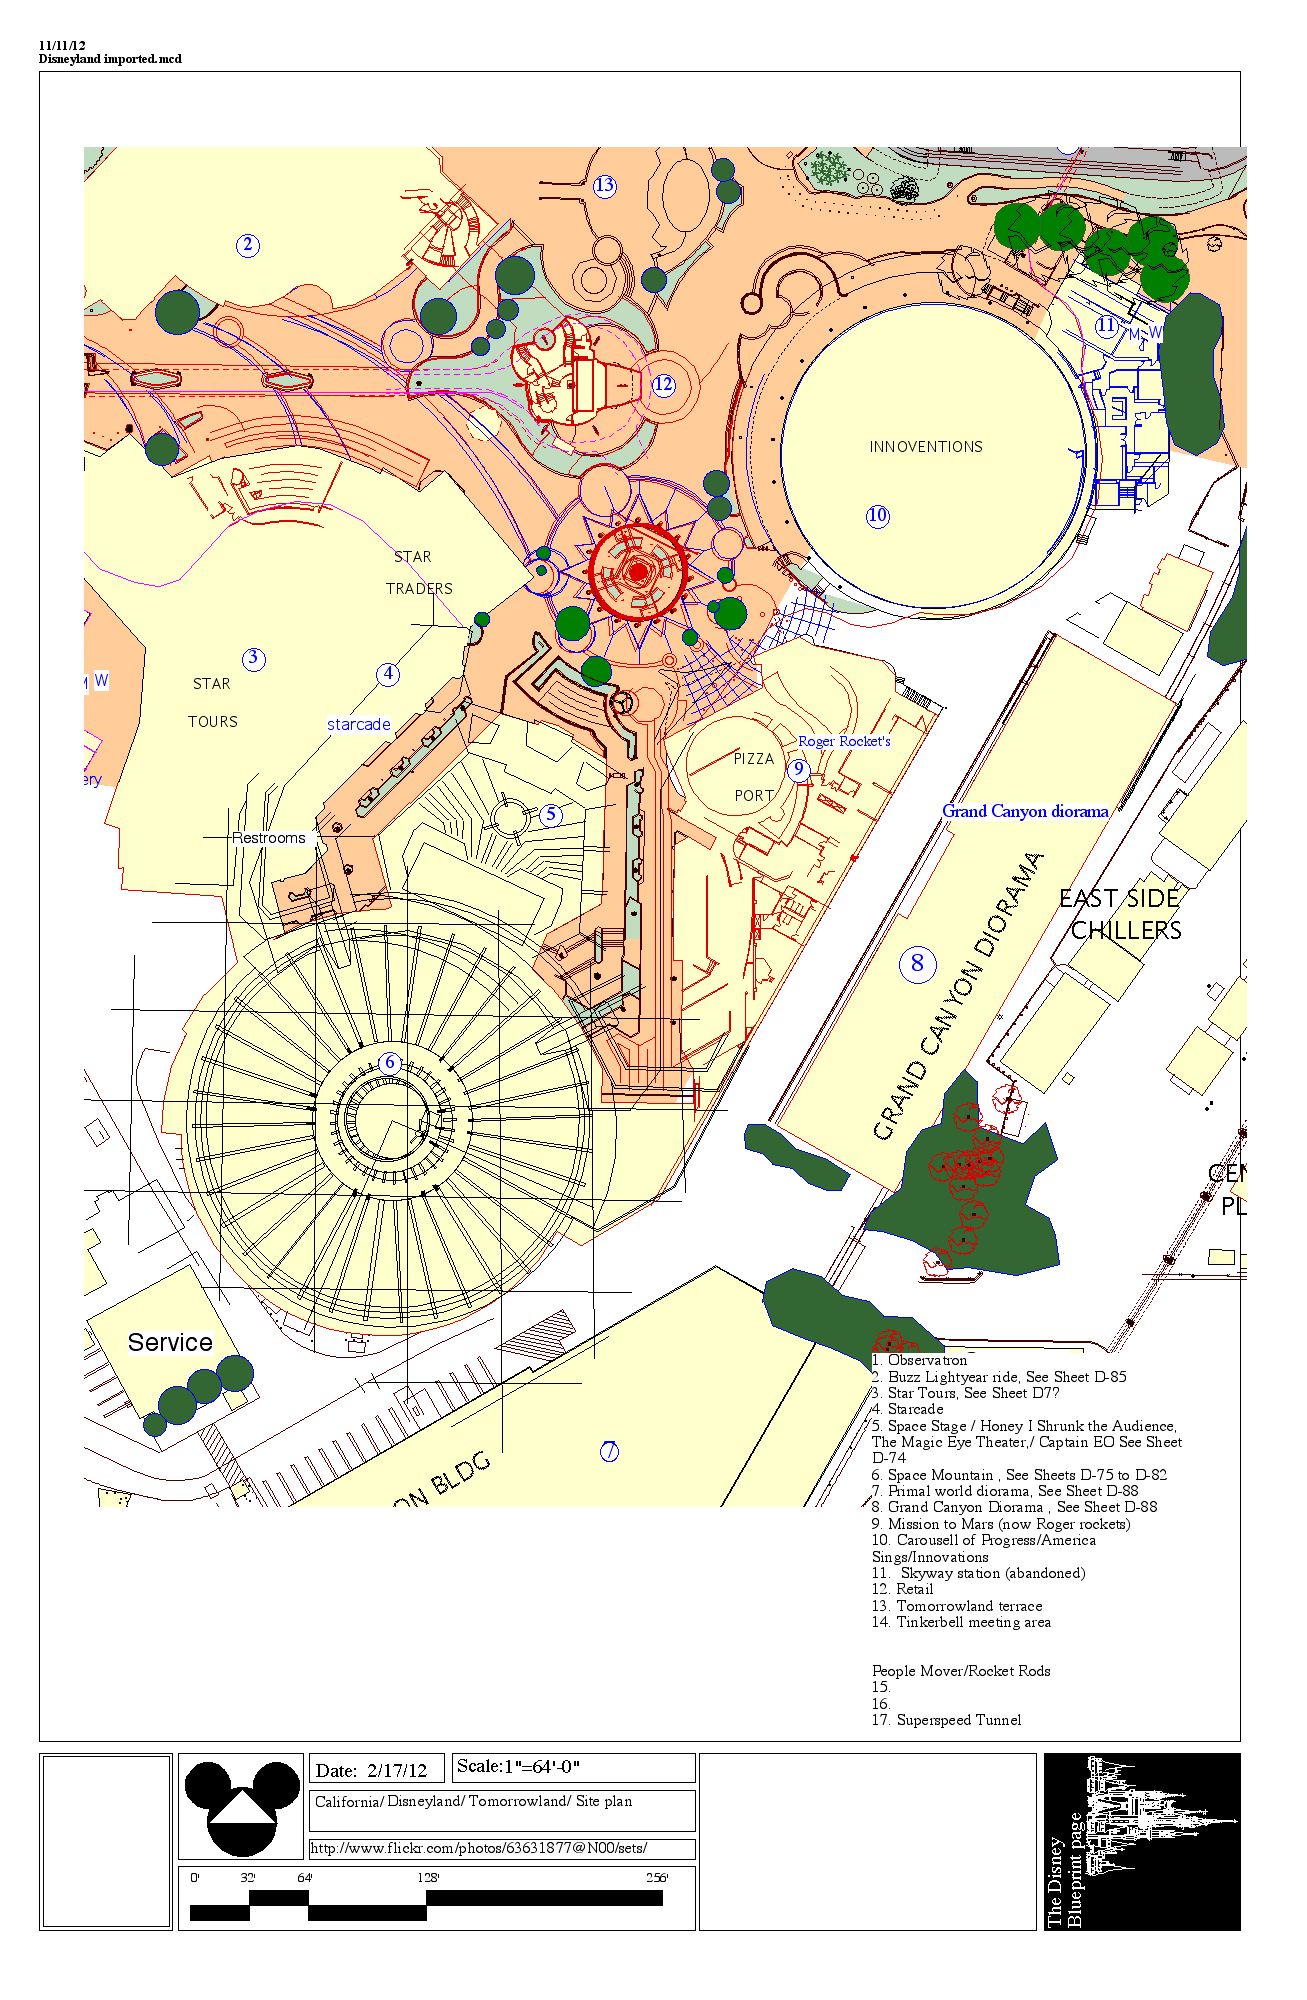 11/11/12
Disneyland imported.mcd
13
2
11
M
W
12
INNOVENTIONS
10
STAR
TRADERS
3
4
W
STAR
TOURS
starcade
Roger Rocket's
PIZZA
9
PORT
ery
5
Grand Canyon diorama
Restrooms
EAST SIDE
CHILLERS
8
GRAND CANYON DIORAMA
6
CEN
PL
Service
7
ON BLDG
1. Observation
2. Buzz Lightyear ride, See Sheet D-85
3. Star Tours, See Sheet D7?
4. Starcade
5. Space Stage / Honey I Shrunk the Audience,
The Magic Eye Theater,/ Captain EO See Sheet
D-74
6. Space Mountain , See Sheets D-75 to D-82
7. Primal world diorama, See Sheet D-88
8. Grand Canyon Diorama , See Sheet D-88
9. Mission to Mars (now Roger rockets)
10. Carousell of Progress/America
Sings/Innovations
11. Skyway station (abandoned)
12. Retail
13. Tomorrowland terrace
14. Tinkerbell meeting area
People Mover/Rocket Rods
15.
16.
17. Superspeed Tunnel
Date: 2/17/12
Scale:1"=64'-0"
California/ Disneyland/ Tomorrowland/ Site plan
http://www.flickr.com/photos/63631877@N00/sets/
0' 32' 64' 128' 256'
The Disney
Blueprint page